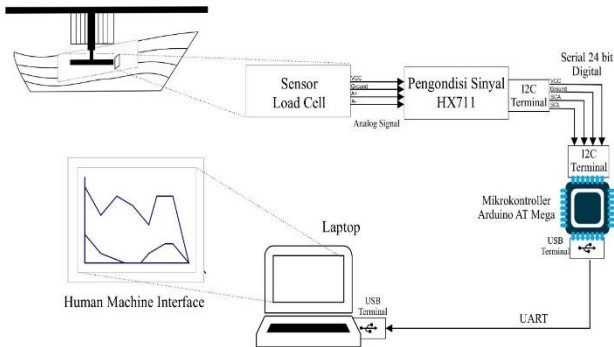 Sensor
Load Cell
VCC
Ground
A+
A-
Analog Signal
Pengondisi Sinyal
HX711
I2C
Terminal
VCC
Ground
SCA
SCL
Serial 24 bit
Digital
I2C
Terminal
Mikrokontroller
Arduino AT Mega
USB
Terminal
UART
USB
Terminal
Laptop
Human Machine Interface